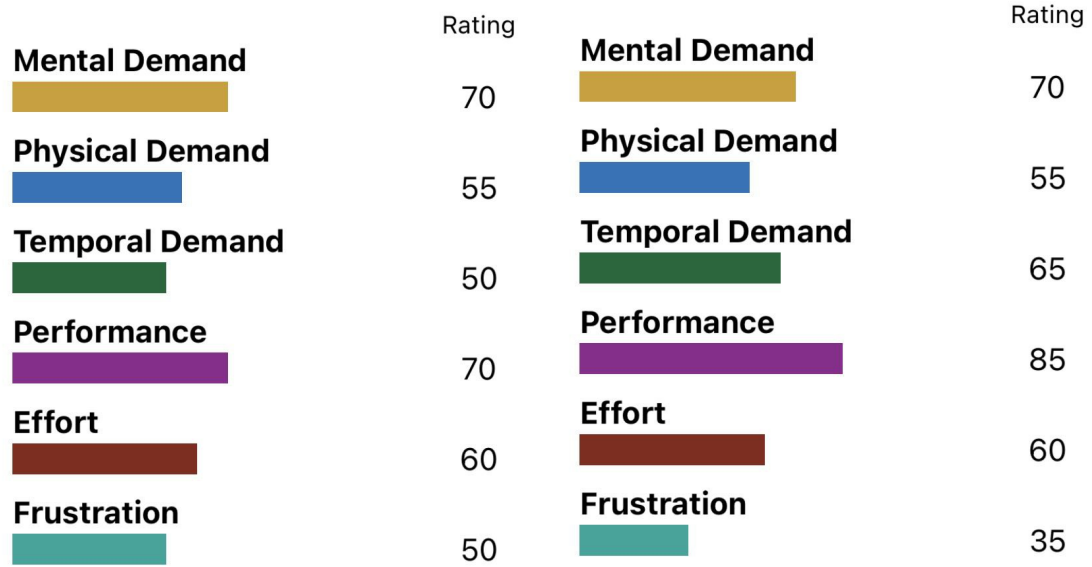 Rating
Mental Demand
70
Physical Demand
55
Temporal Demand
50
Performance
70
Effort
60
Frustration
50
Rating
Mental Demand
70
Physical Demand
55
Temporal Demand
65
Performance
85
Effort
60
Frustration
35